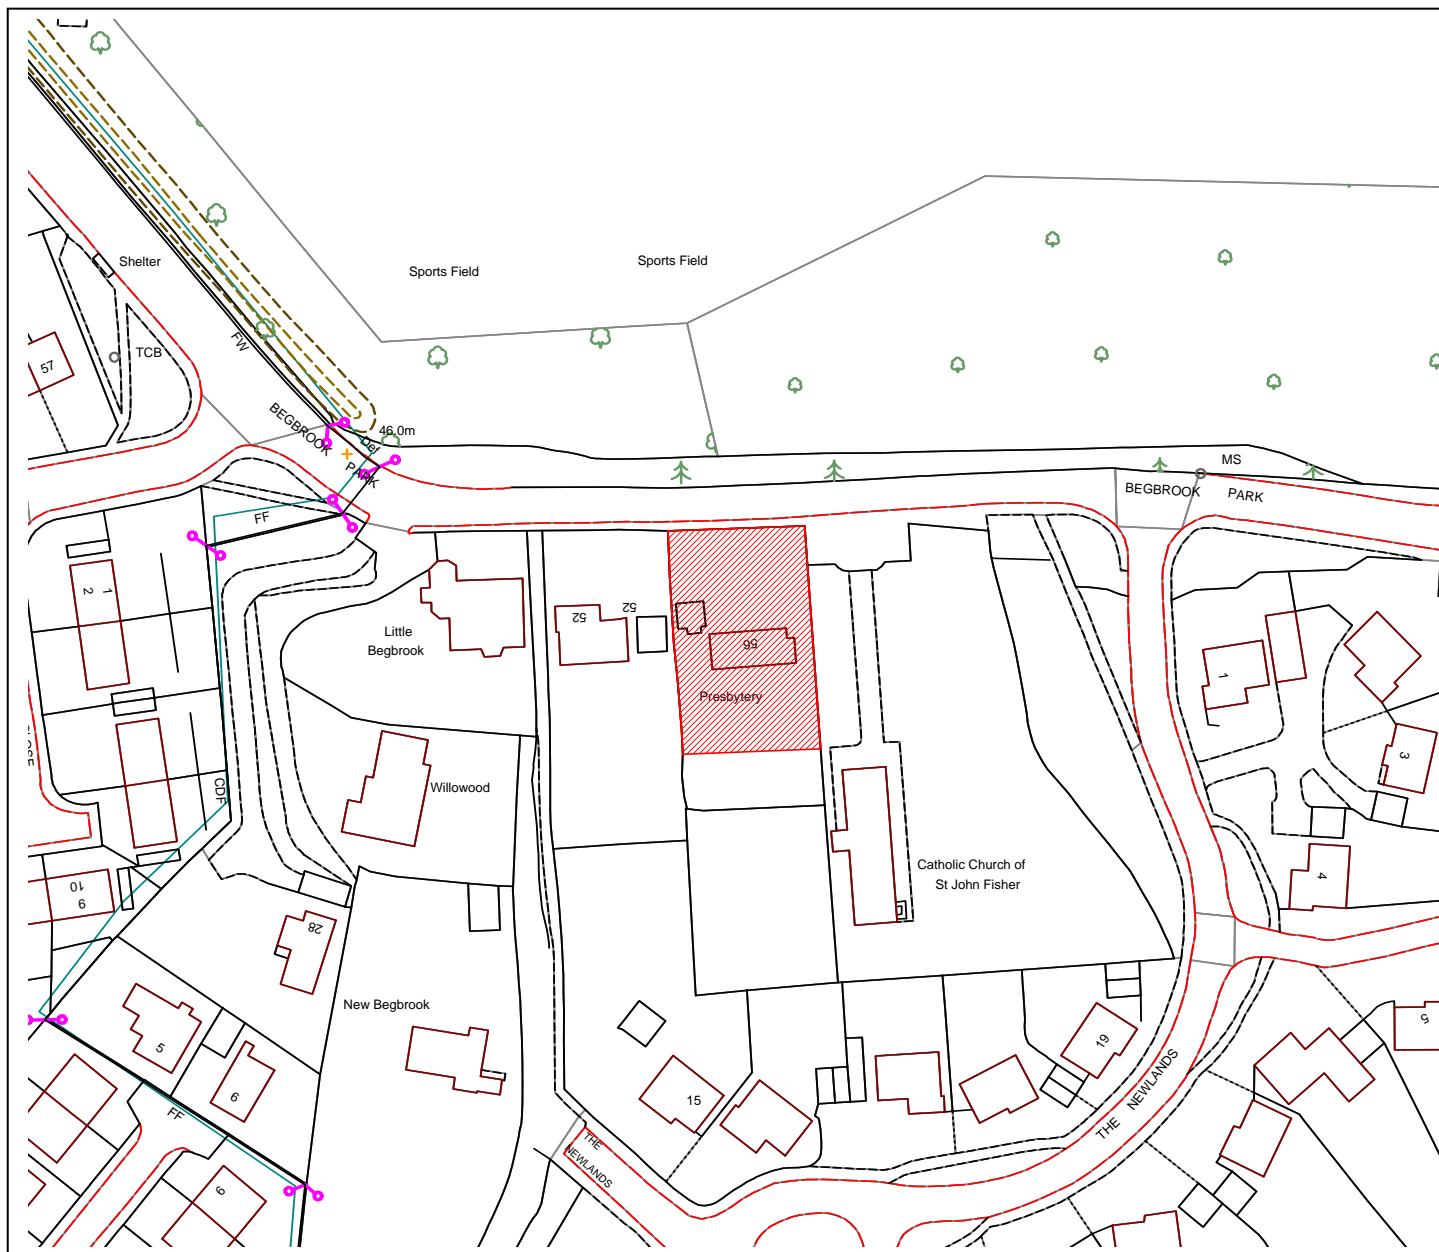 Shelter
Sports Field
Sports Field
TCB
57
FW
BEGBROOK
PARK
Def
46.0m
MS
BEGBROOK
PARK
FF
1
2
Little
Begbrook
52
52
56
Presbytery
1
3
Willowood
CDF
Catholic Church of
St John Fisher
4
10
9
28
New Begbrook
5
6
5
19
15
FF
6
THE
NEWLANDS
THE
NEWLANDS